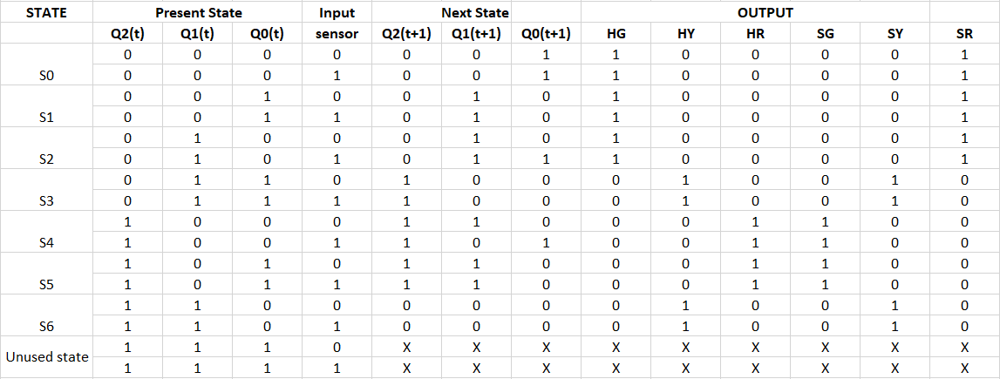 STATE Present State Input Next State OUTPUT
Q2(t) Q1(t) Q0(t) sensor Q2(t+1) Q1(t+1) Q0(t+1) HG HY HR SG SY SR
0 0 0 0 0 0 1 1 0 0 0 0 1
S0 0 0 0 1 0 0 1 1 0 0 0 0 1
0 0 1 0 0 1 0 1 0 0 0 0 1
S1 0 0 1 1 0 1 0 1 0 0 0 0 1
0 1 0 0 0 1 0 1 0 0 0 0 1
S2 0 1 0 1 0 1 1 1 0 0 0 0 1
0 1 1 0 1 0 0 0 1 0 0 1 0
S3 0 1 1 1 1 0 0 0 1 0 0 1 0
1 0 0 0 1 1 0 0 0 1 1 0 0
S4 1 0 0 1 1 0 1 0 0 1 1 0 0
1 0 1 0 1 1 0 0 0 1 1 0 0
S5 1 0 1 1 1 1 0 0 0 1 1 0 0
1 1 0 0 0 0 0 0 1 0 0 1 0
S6 1 1 0 1 0 0 0 0 1 0 0 1 0
Unused state 1 1 1 0 X X X X X X X X X
1 1 1 1 X X X X X X X X X